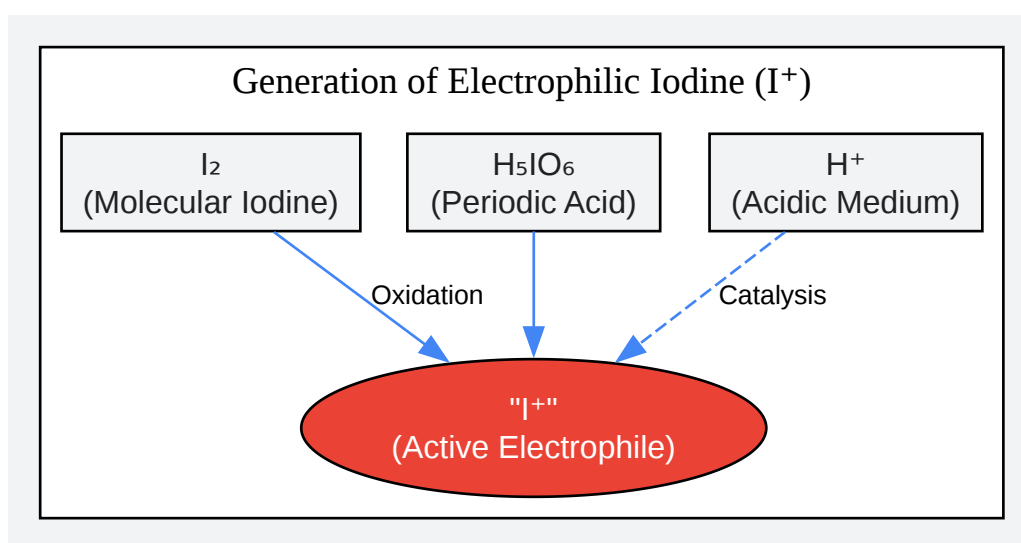 Generation of Electrophilic Iodine (I⁺)
I₂
(Molecular Iodine)
H₅IO₆
(Periodic Acid)
H⁺
(Acidic Medium)
Oxidation
Catalysis
"I⁺"
(Active Electrophile)